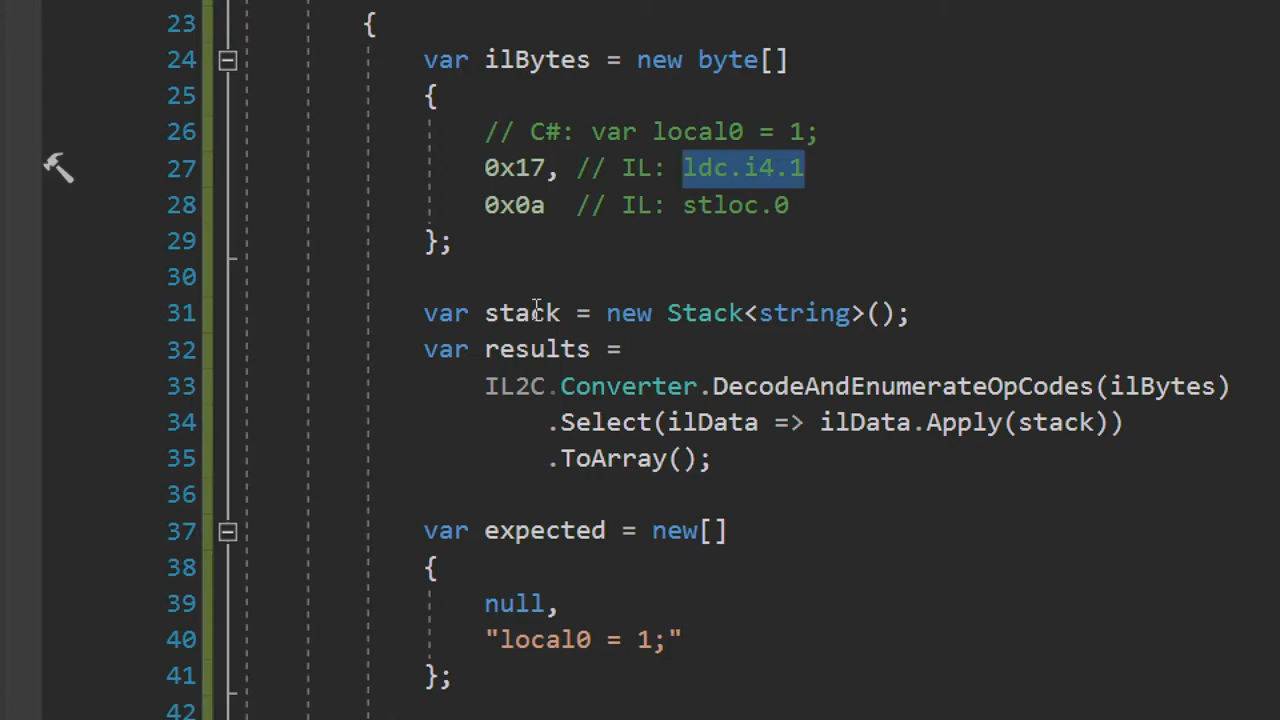 23 {
24 var ilBytes = new byte[]
25 {
26 // C#: var local0 = 1;
27 0x17, // IL: ldc.i4.1
28 0x0a // IL: stloc.0
29 };
30
31 var stack = new Stack<string>();
32 var results =
33 IL2C.Converter.DecodeAndEnumerateOpCodes(ilBytes)
34 .Select(ilData => ilData.Apply(stack))
35 .ToArray();
36
37 var expected = new[]
38 {
39 null,
40 "local0 = 1;"
41 };
42